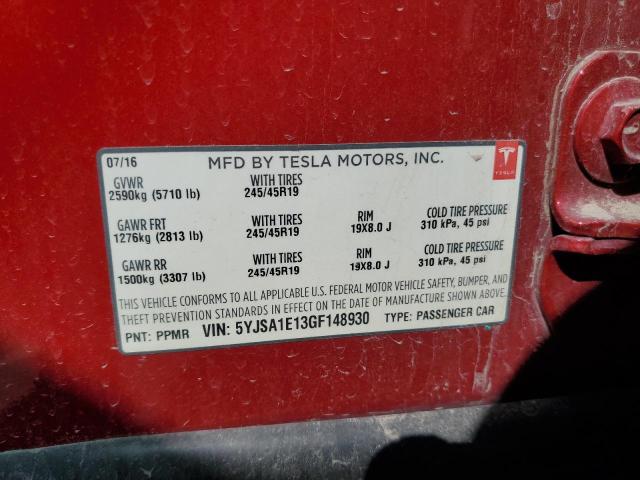 07/16 MFD BY TESLA MOTORS, INC.
TESLA
GVWR WITH TIRES
2590kg (5710 lb) 245/45R19
GAWR FRT WITH TIRES RIM COLD TIRE PRESSURE
1276kg (2813 lb) 245/45R19 19X8.0 J 310 kPa, 45 psi
GAWR RR WITH TIRES RIM COLD TIRE PRESSURE
1500kg (3307 lb) 245/45R19 19X8.0 J 310 kPa, 45 psi
THIS VEHICLE CONFORMS TO ALL APPLICABLE U.S. FEDERAL MOTOR VEHICLE SAFETY, BUMPER, AND
THEFT PREVENTION STANDARDS IN EFFECT ON THE DATE OF MANUFACTURE SHOWN ABOVE.
PNT: PPMR VIN: 5YJSA1E13GF148930 TYPE: PASSENGER CAR